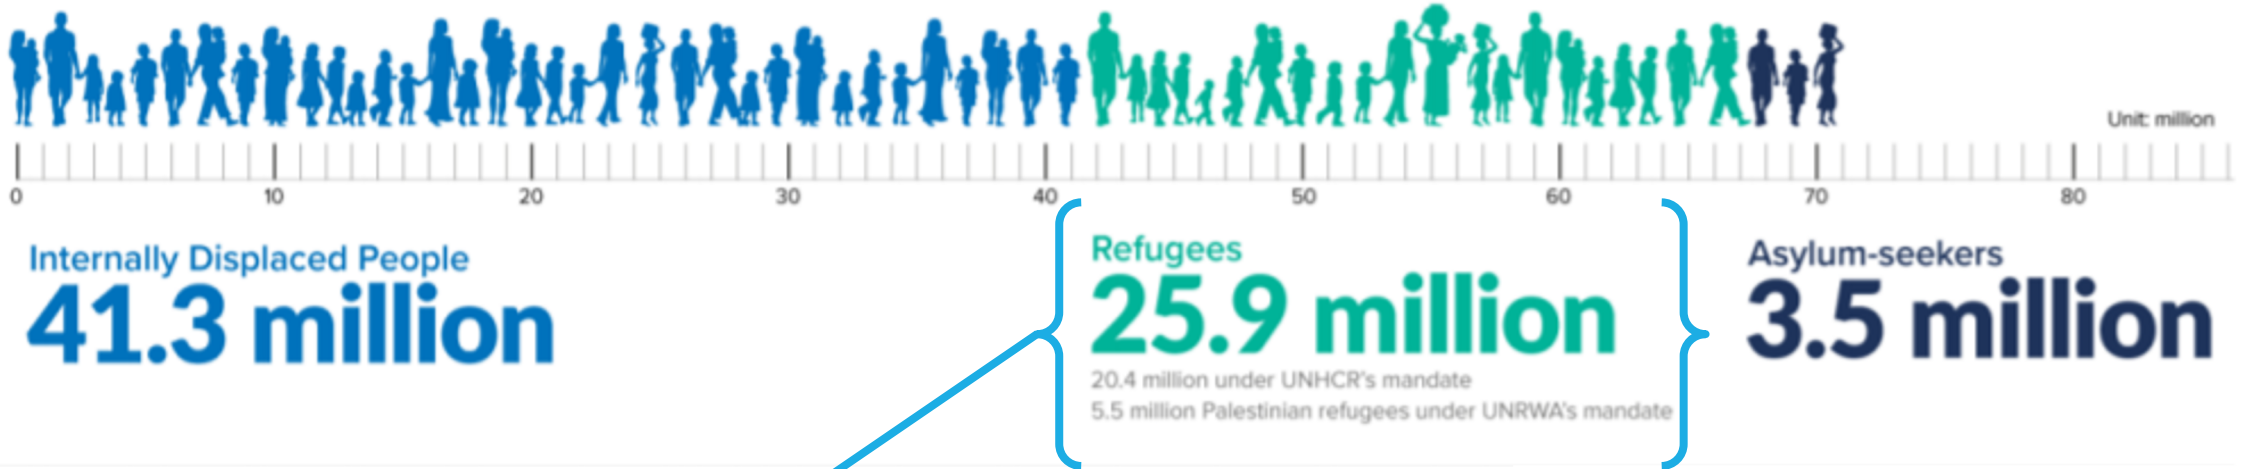 Unit: million
0 10 20 30 40 50 60 70 80
Internally Displaced People
41.3 million
Refugees
25.9 million
20.4 million under UNHCR's mandate
5.5 million Palestinian refugees under UNRWA's mandate
Asylum-seekers
3.5 million